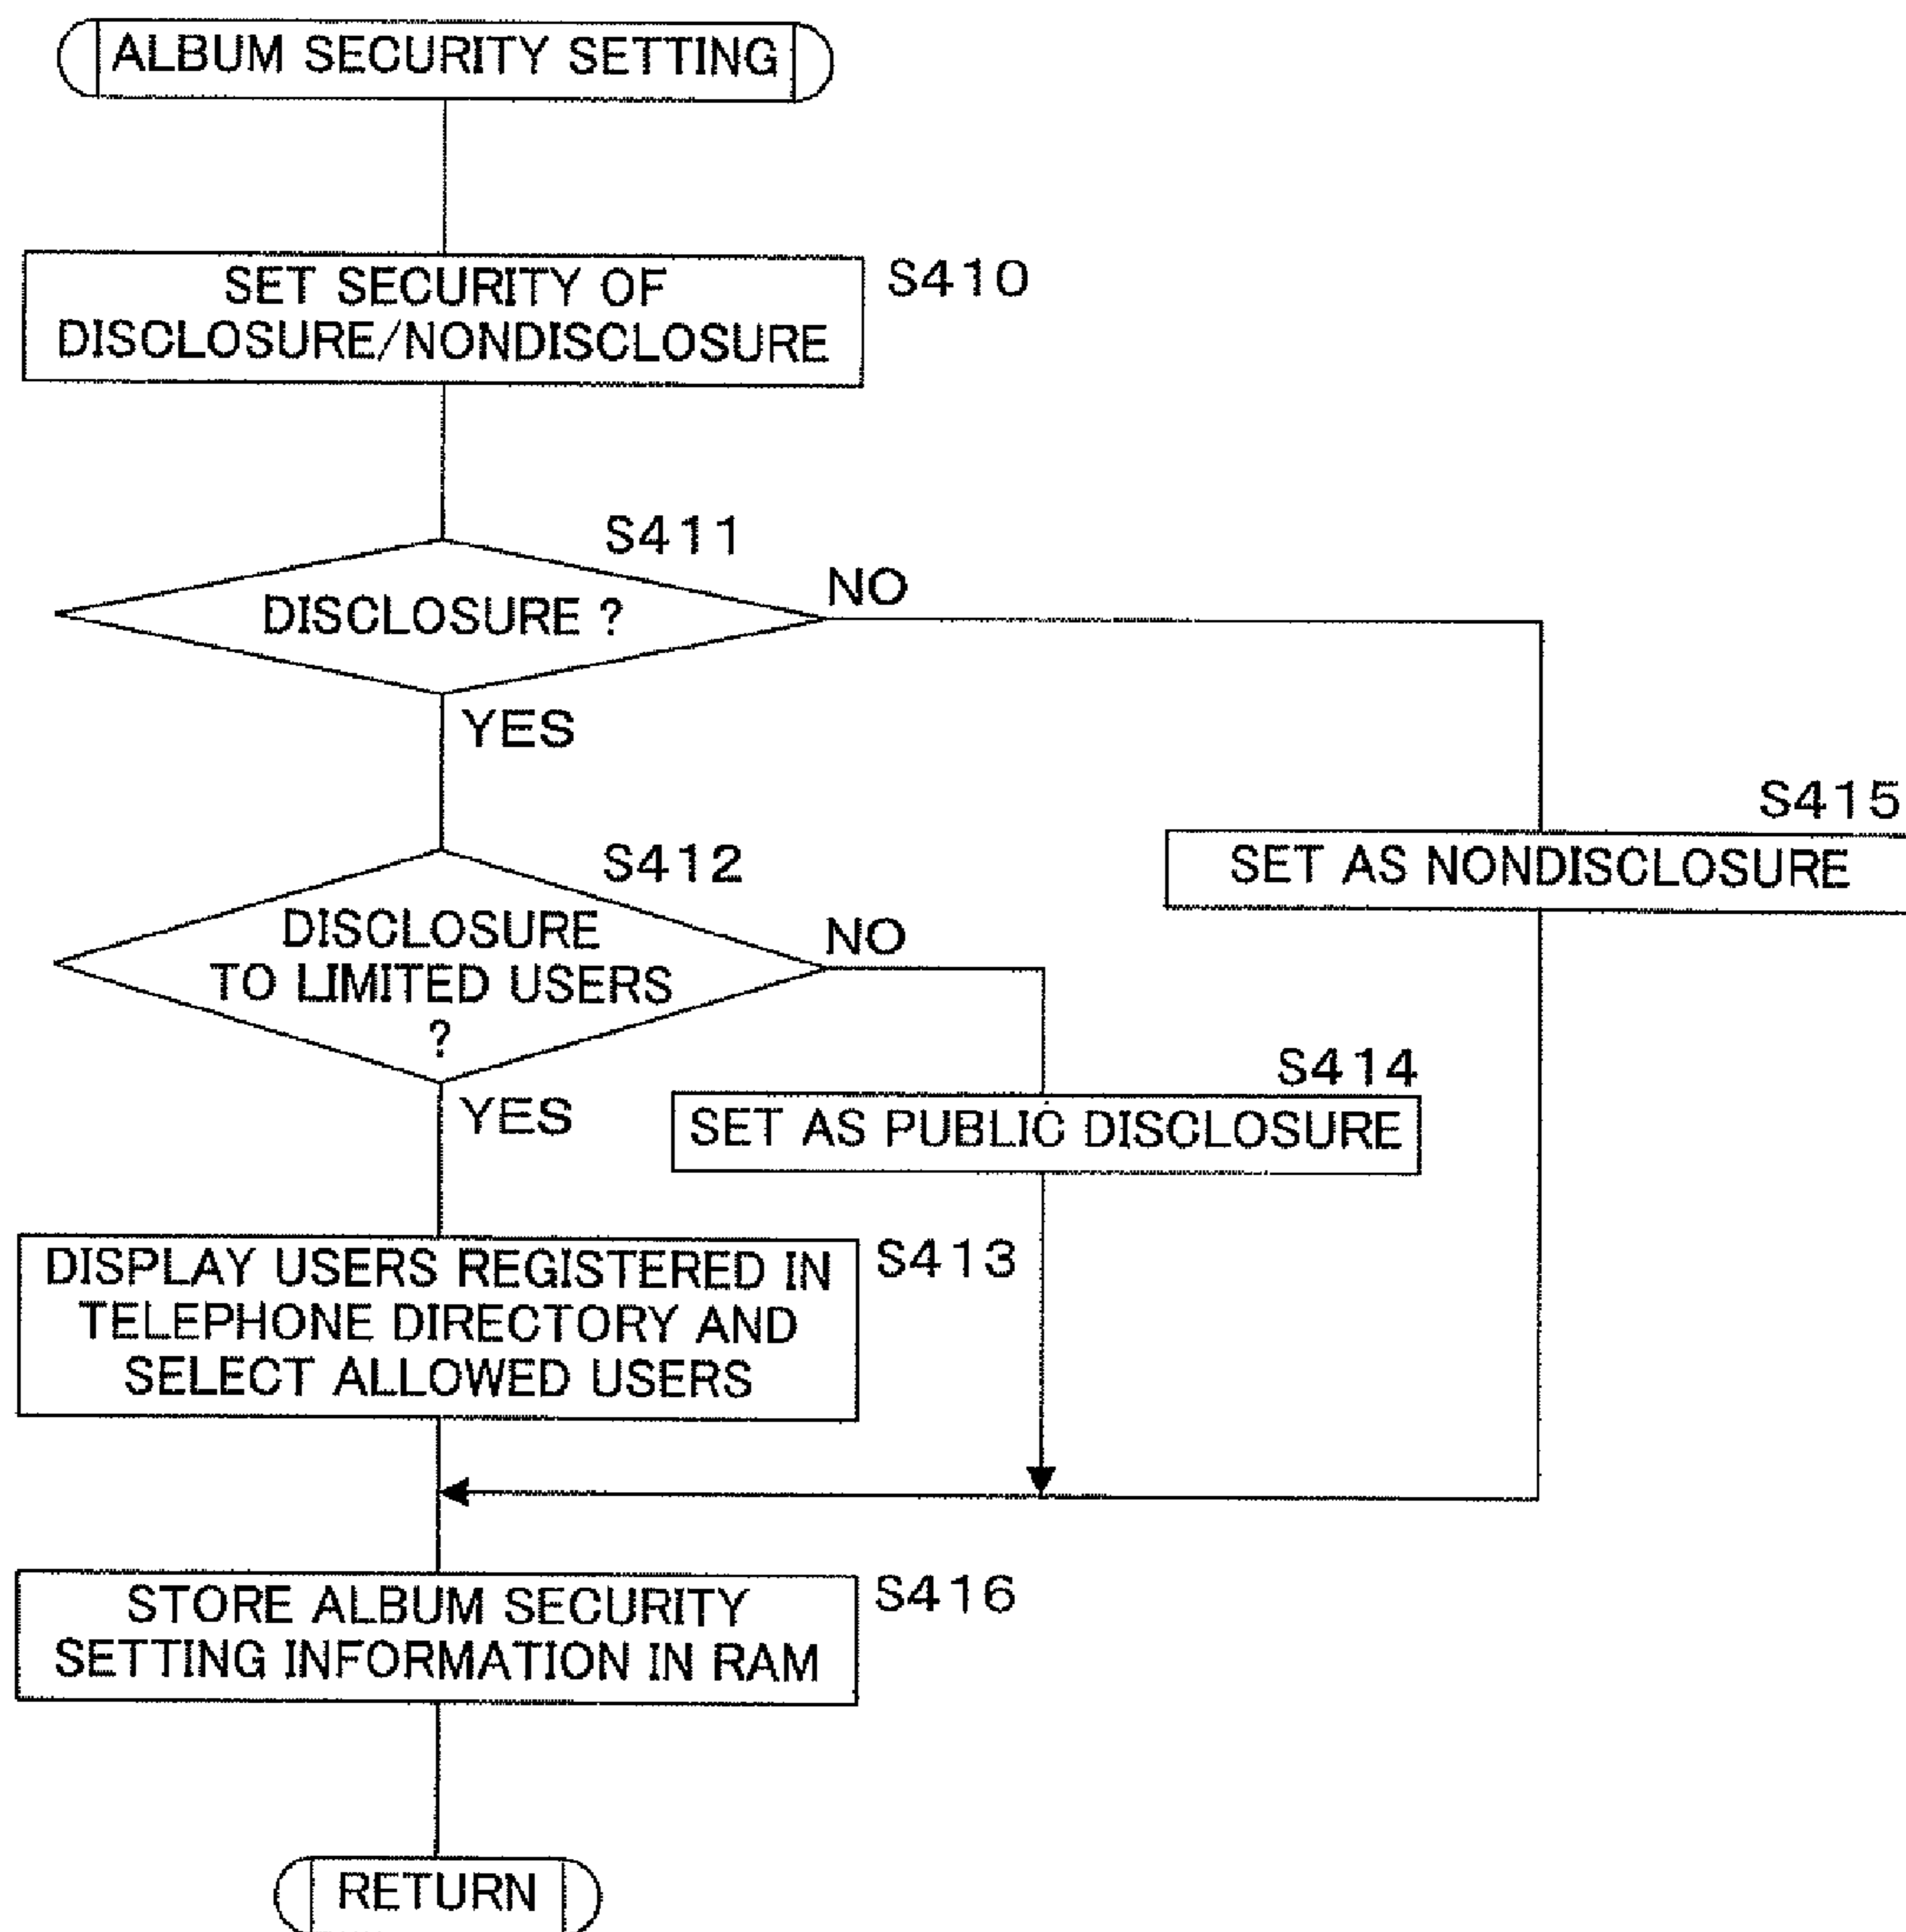 ALBUM SECURITY SETTING
SET SECURITY OF
DISCLOSURE/NONDISCLOSURE
S410
S411
DISCLOSURE ?
NO
YES
S415
SET AS NONDISCLOSURE
S412
DISCLOSURE
TO LIMITED USERS
?
NO
YES
S414
SET AS PUBLIC DISCLOSURE
DISPLAY USERS REGISTERED IN
TELEPHONE DIRECTORY AND
SELECT ALLOWED USERS
S413
STORE ALBUM SECURITY
SETTING INFORMATION IN RAM
S416
RETURN